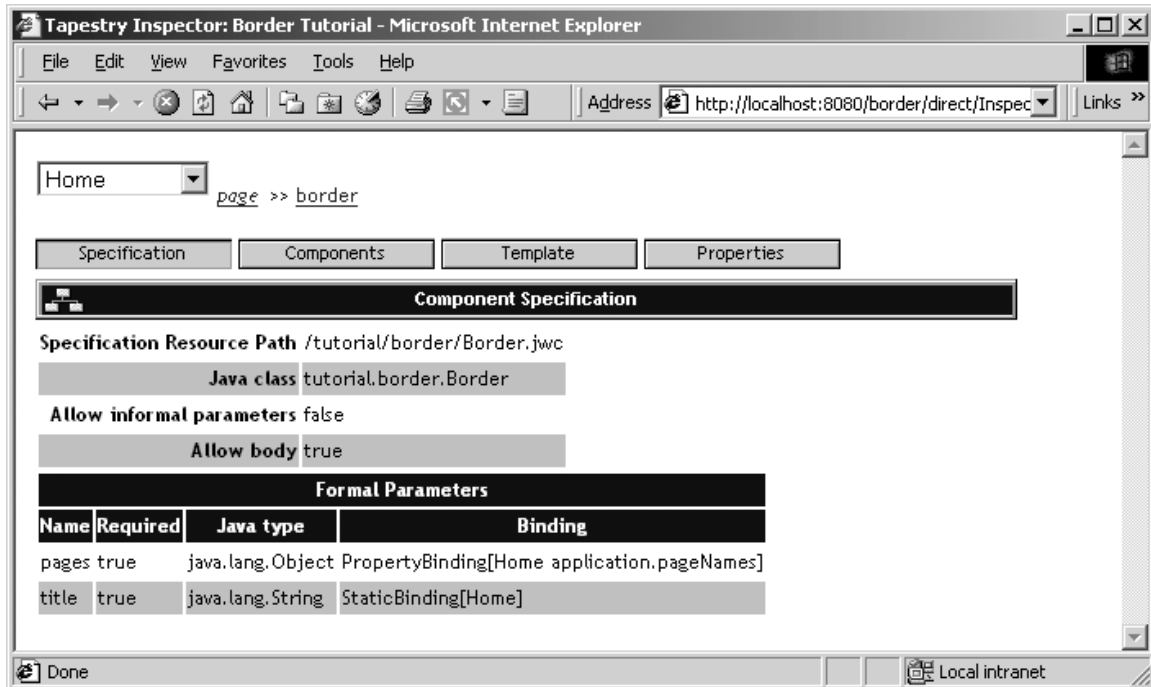 Tapestry Inspector: Border Tutorial - Microsoft Internet Explorer
File Edit View Favorites Tools Help
Address http://localhost:8080/border/direct/Inspec Links »
Home page >> border
Specification Components Template Properties
Component Specification
Specification Resource Path /tutorial/border/Border.jwc
Java class tutorial.border.Border
Allow informal parameters false
Allow body true
Formal Parameters
Name Required Java type Binding
pages true java.lang.Object PropertyBinding[Home application.pageNames]
title true java.lang.String StaticBinding[Home]
Done Local intranet